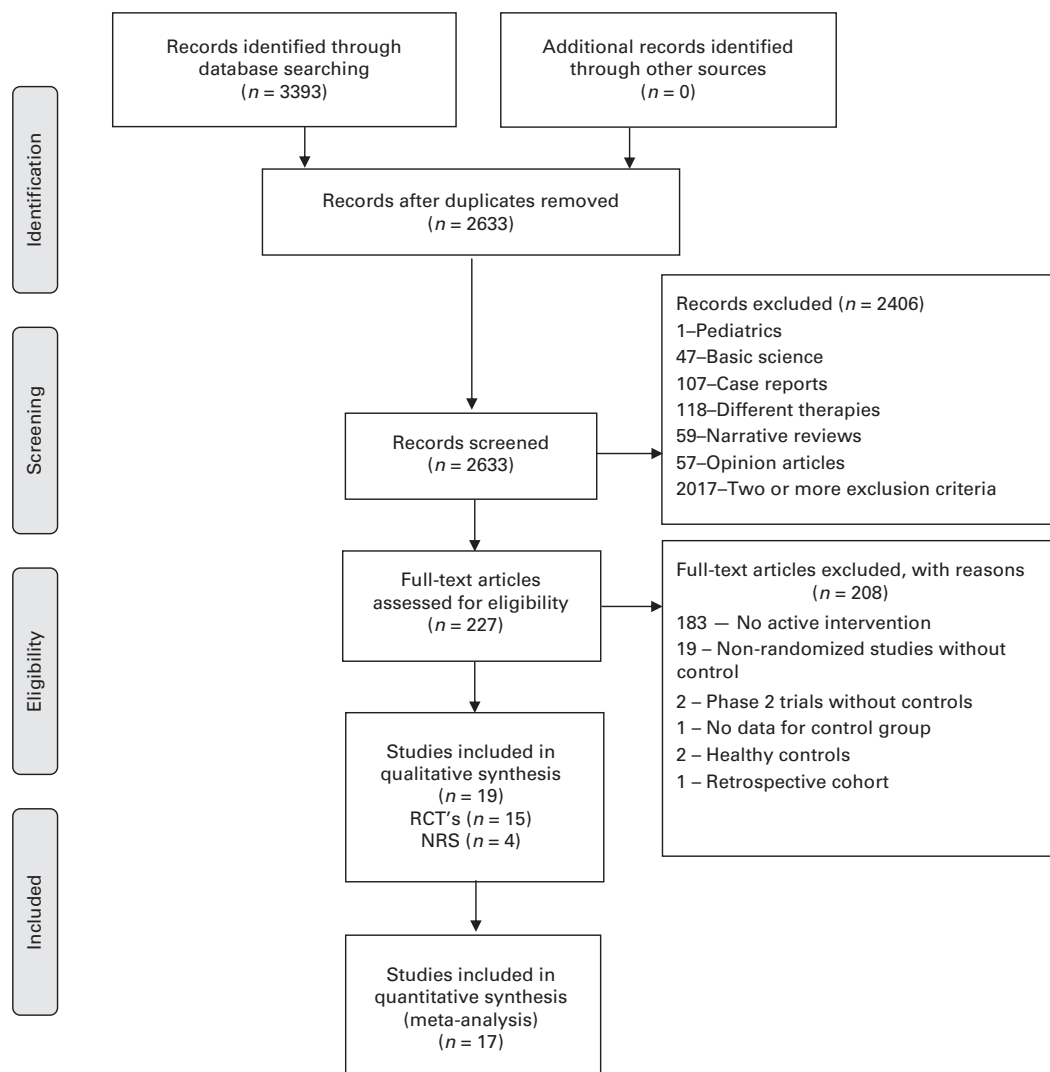 Records identified through
database searching
(n = 3393)
Additional records identified
through other sources
(n = 0)
Identification
Records after duplicates removed
(n = 2633)
Records excluded (n = 2406)
1–Pediatrics
47–Basic science
107–Case reports
118–Different therapies
59–Narrative reviews
57–Opinion articles
2017–Two or more exclusion criteria
Screening
Records screened
(n = 2633)
Full-text articles
assessed for eligibility
(n = 227)
Full-text articles excluded, with reasons
(n = 208)
183 — No active intervention
19 – Non-randomized studies without
control
2 – Phase 2 trials without controls
1 – No data for control group
2 – Healthy controls
1 – Retrospective cohort
Eligibility
Studies included in
qualitative synthesis
(n = 19)
RCT's (n = 15)
NRS (n = 4)
Included
Studies included in
quantitative synthesis
(meta-analysis)
(n = 17)